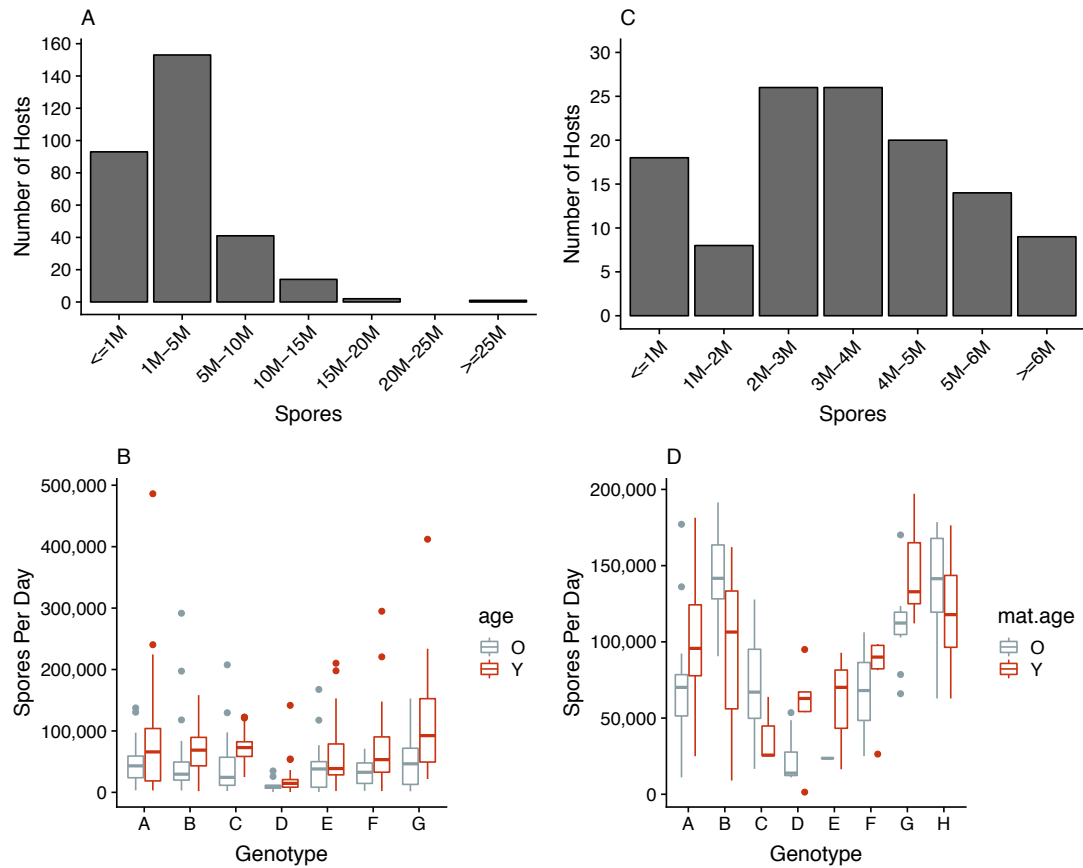 A
Number of Hosts
160
140
120
100
80
60
40
20
0
<=1M
1M−5M
5M−10M
10M−15M
15M−20M
20M−25M
>=25M
Spores
C
Number of Hosts
30
25
20
15
10
5
0
<=1M
1M−2M
2M−3M
3M−4M
4M−5M
5M−6M
>=6M
Spores
B
Spores Per Day
500,000
400,000
300,000
200,000
100,000
0
A B C D E F G
Genotype
age
O
Y
D
Spores Per Day
200,000
150,000
100,000
50,000
0
A B C D E F G H
Genotype
mat.age
O
Y